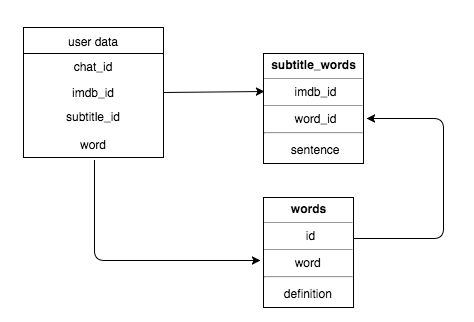 user data
chat_id
imdb_id
subtitle_id
word
subtitle_words
imdb_id
word_id
sentence
words
id
word
definition